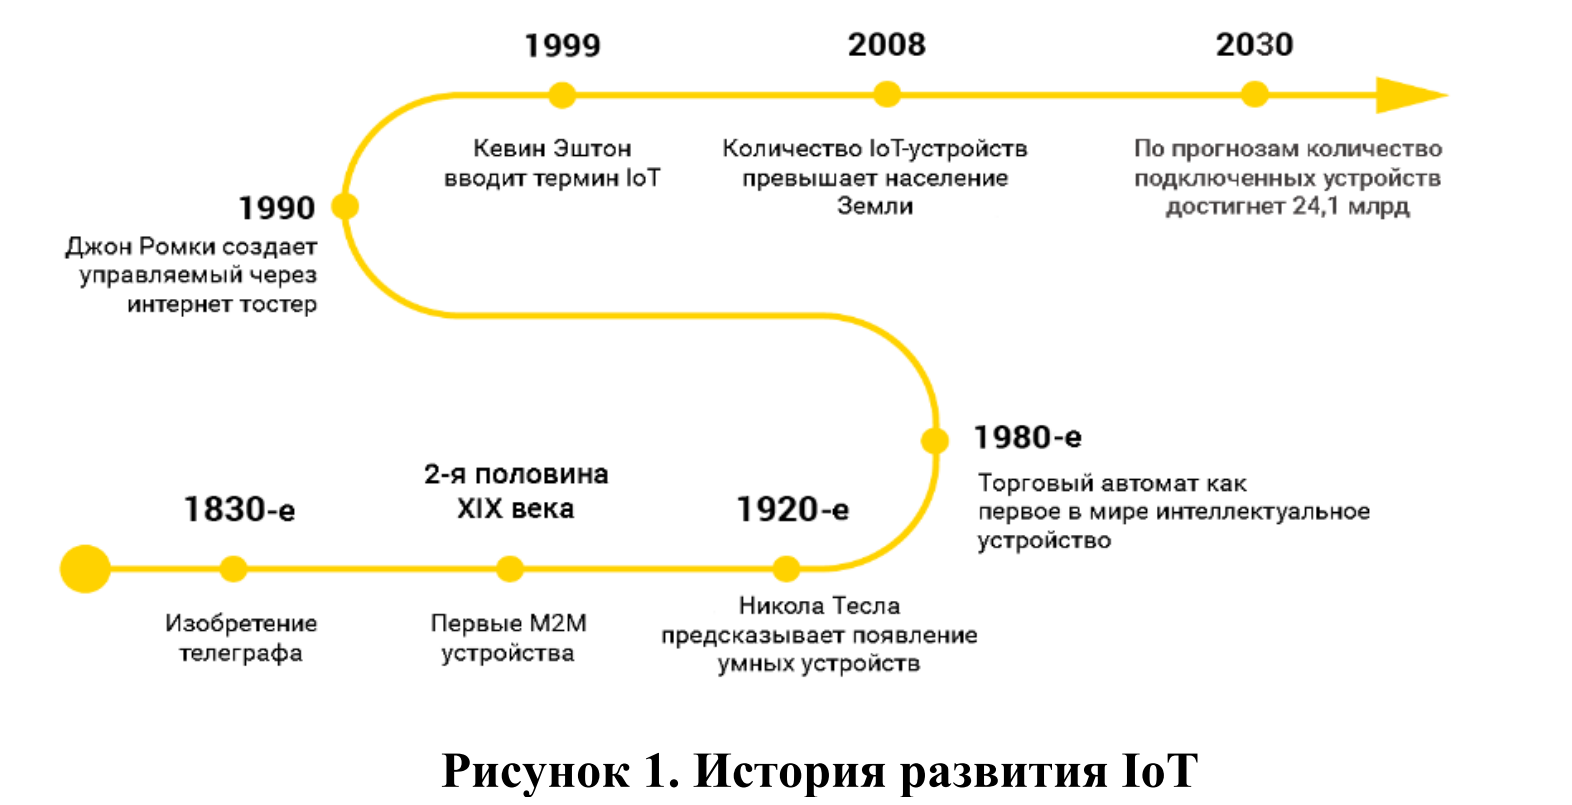 1999
Кевин Эштон
вводит термин IoT
2008
Количество IoT-устройств
превышает население
Земли
2030
По прогнозам количество
подключенных устройств
достигнет 24,1 млрд
1990
Джон Ромки создает
управляемый через
интернет тостер
1980-е
Торговый автомат как
первое в мире интеллектуальное
устройство
1830-е
Изобретение
телеграфа
2-я половина
XIX века
Первые М2М
устройства
1920-е
Никола Тесла
предсказывает появление
умных устройств
Рисунок 1. История развития IoT